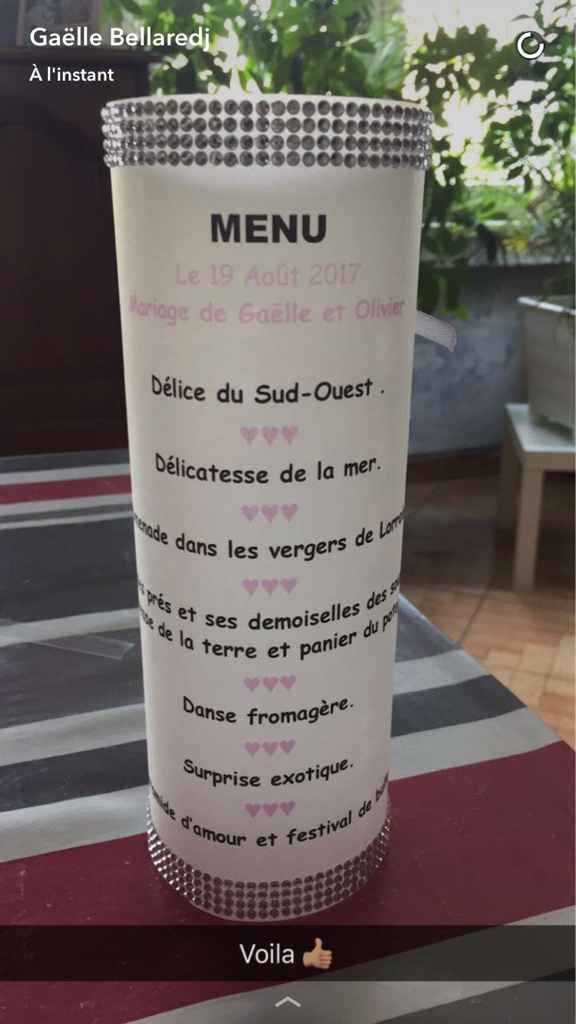 Gaëlle Bellaredj
À l'instant
MENU
Le 19 Août 2017
Mariage de Gaëlle et Olivier
Délice du Sud-Ouest .
♥♥♥
Délicatesse de la mer.
♥♥♥
dans les vergers de
♥♥♥
prés et ses demoiselles des
de la terre et panier du
♥♥♥
Danse fromagère.
♥♥♥
Surprise exotique.
♥♥♥
d'amour et festival de
Voila 👍🏼